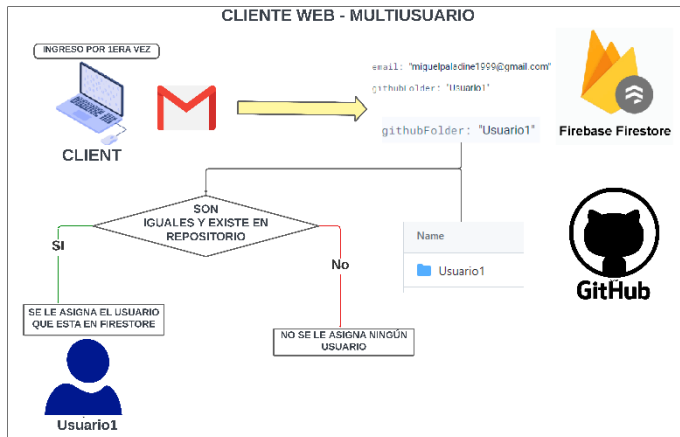 CLIENTE WEB - MULTIUSUARIO
INGRESO POR 1ERA VEZ
CLIENT
email: "miguelpaladine1999@gmail.com"
githubFolder: "Usuario1"
githubFolder: "Usuario1"
Firebase Firestore
SON
IGUALES Y EXISTE EN
REPOSITORIO
SI
No
Name
Usuario1
GitHub
SE LE ASIGNA EL USUARIO
QUE ESTA EN FIRESTORE
NO SE LE ASIGNA NINGÚN
USUARIO
Usuario1